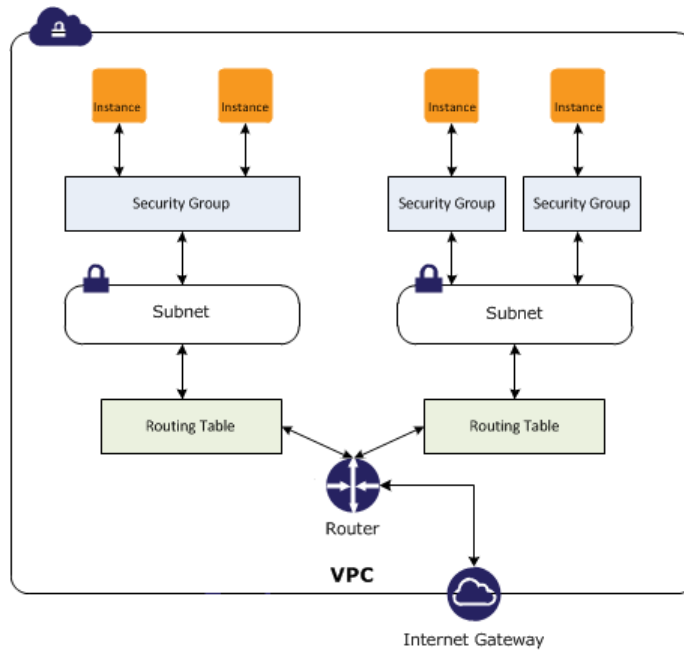 Instance
Instance
Instance
Instance
Security Group
Security Group
Security Group
Subnet
Subnet
Routing Table
Routing Table
Router
VPC
Internet Gateway